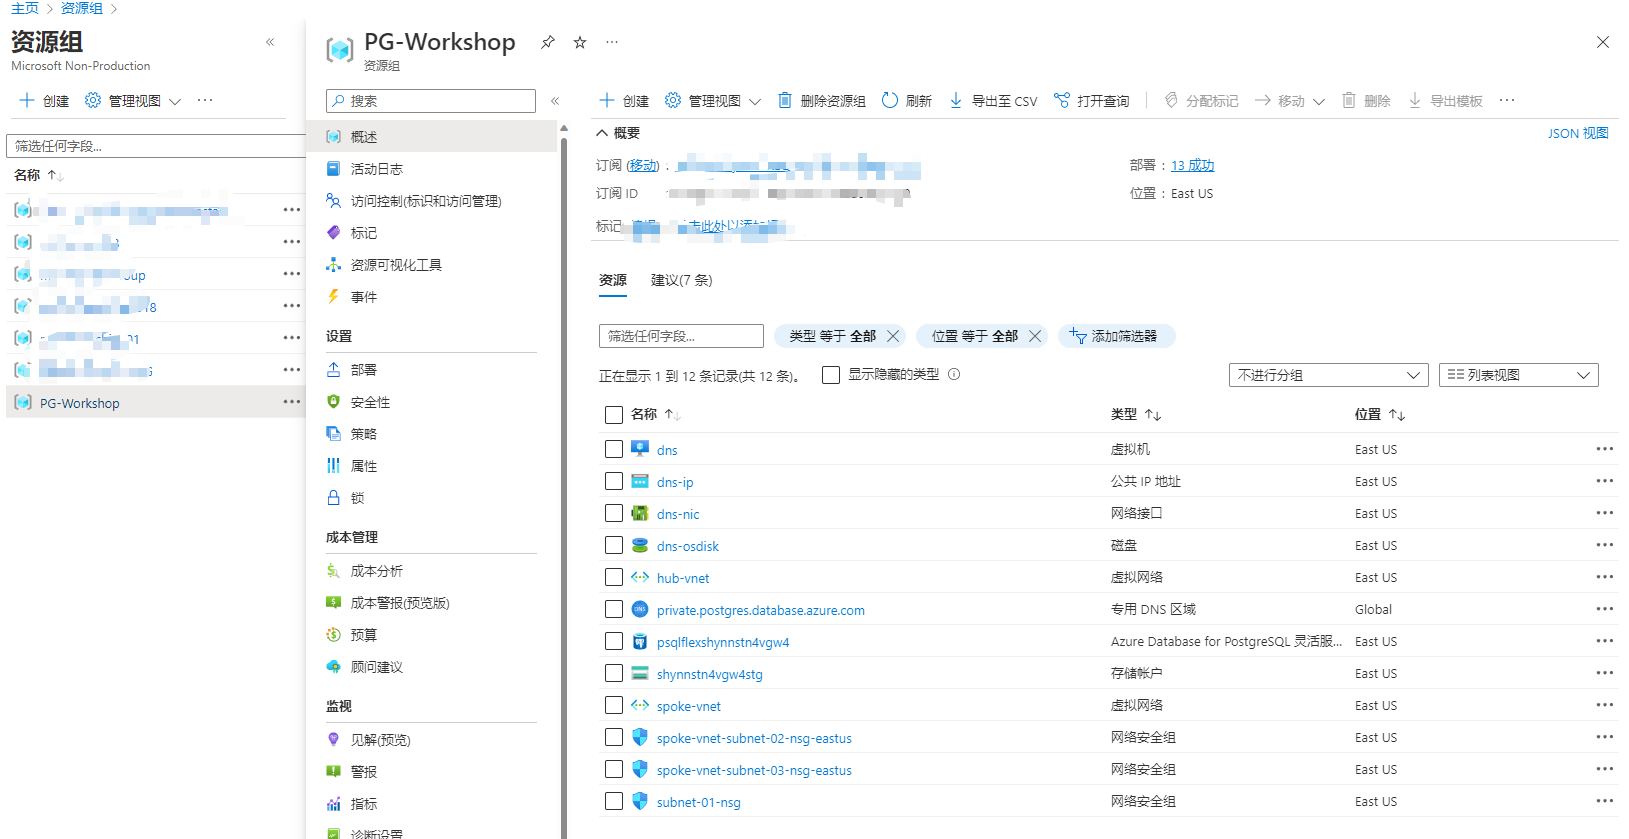 主页 > 资源组 >
资源组
Microsoft Non-Production
创建 管理视图
筛选任何字段...
名称
PG-Workshop
PG-Workshop
资源组
搜索
概述
活动日志
访问控制(标识和访问管理)
标记
资源可视化工具
事件
设置
部署
安全性
策略
属性
锁
成本管理
成本分析
成本警报(预览版)
预算
顾问建议
监视
见解(预览)
警报
指标
诊断设置
创建 管理视图 删除资源组 刷新 导出至 CSV 打开查询 分配标记 移动 删除 导出模板
概要
JSON 视图
订阅 (移动) :
部署 : 13 成功
订阅 ID
位置 : East US
标记
资源 建议(7 条)
筛选任何字段... 类型 等于 全部 位置 等于 全部 添加筛选器
正在显示 1 到 12 条记录(共 12 条)。 显示隐藏的类型 不进行分组 列表视图
名称 类型 位置
dns 虚拟机 East US
dns-ip 公共 IP 地址 East US
dns-nic 网络接口 East US
dns-osdisk 磁盘 East US
hub-vnet 虚拟网络 East US
private.postgres.database.azure.com 专用 DNS 区域 Global
psqlflexshynnstn4vgw4 Azure Database for PostgreSQL 灵活服... East US
shynnstn4vgw4stg 存储帐户 East US
spoke-vnet 虚拟网络 East US
spoke-vnet-subnet-02-nsg-eastus 网络安全组 East US
spoke-vnet-subnet-03-nsg-eastus 网络安全组 East US
subnet-01-nsg 网络安全组 East US